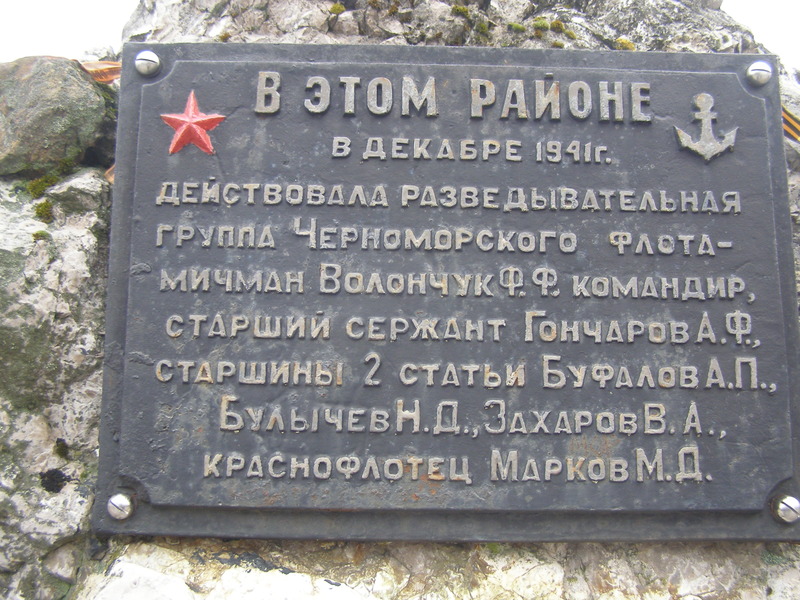 В ЭТОМ РАЙОНЕ
В ДЕКАБРЕ 1941г.
ДЕЙСТВОВАЛА РАЗВЕДЫВАТЕЛЬНАЯ
ГРУППА ЧЕРНОМОРСКОГО ФЛОТА-
МИЧМАН ВОЛОНЧУК Ф.Ф. КОМАНДИР,
СТАРШИЙ СЕРЖАНТ ГОНЧАРОВ А.Ф.,
СТАРШИНЫ 2 СТАТЬИ БУФАЛОВ А.П.,
БУЛЫЧЕВ Н.Д., ЗАХАРОВ В.А.,
КРАСНОФЛОТЕЦ МАРКОВ М.Д.